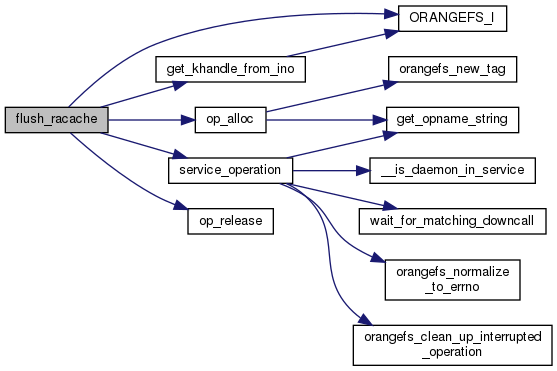 flush_racache
ORANGEFS_I
get_khandle_from_ino
orangefs_new_tag
op_alloc
get_opname_string
service_operation
__is_daemon_in_service
op_release
wait_for_matching_downcall
orangefs_normalize
_to_errno
orangefs_clean_up_interrupted
_operation